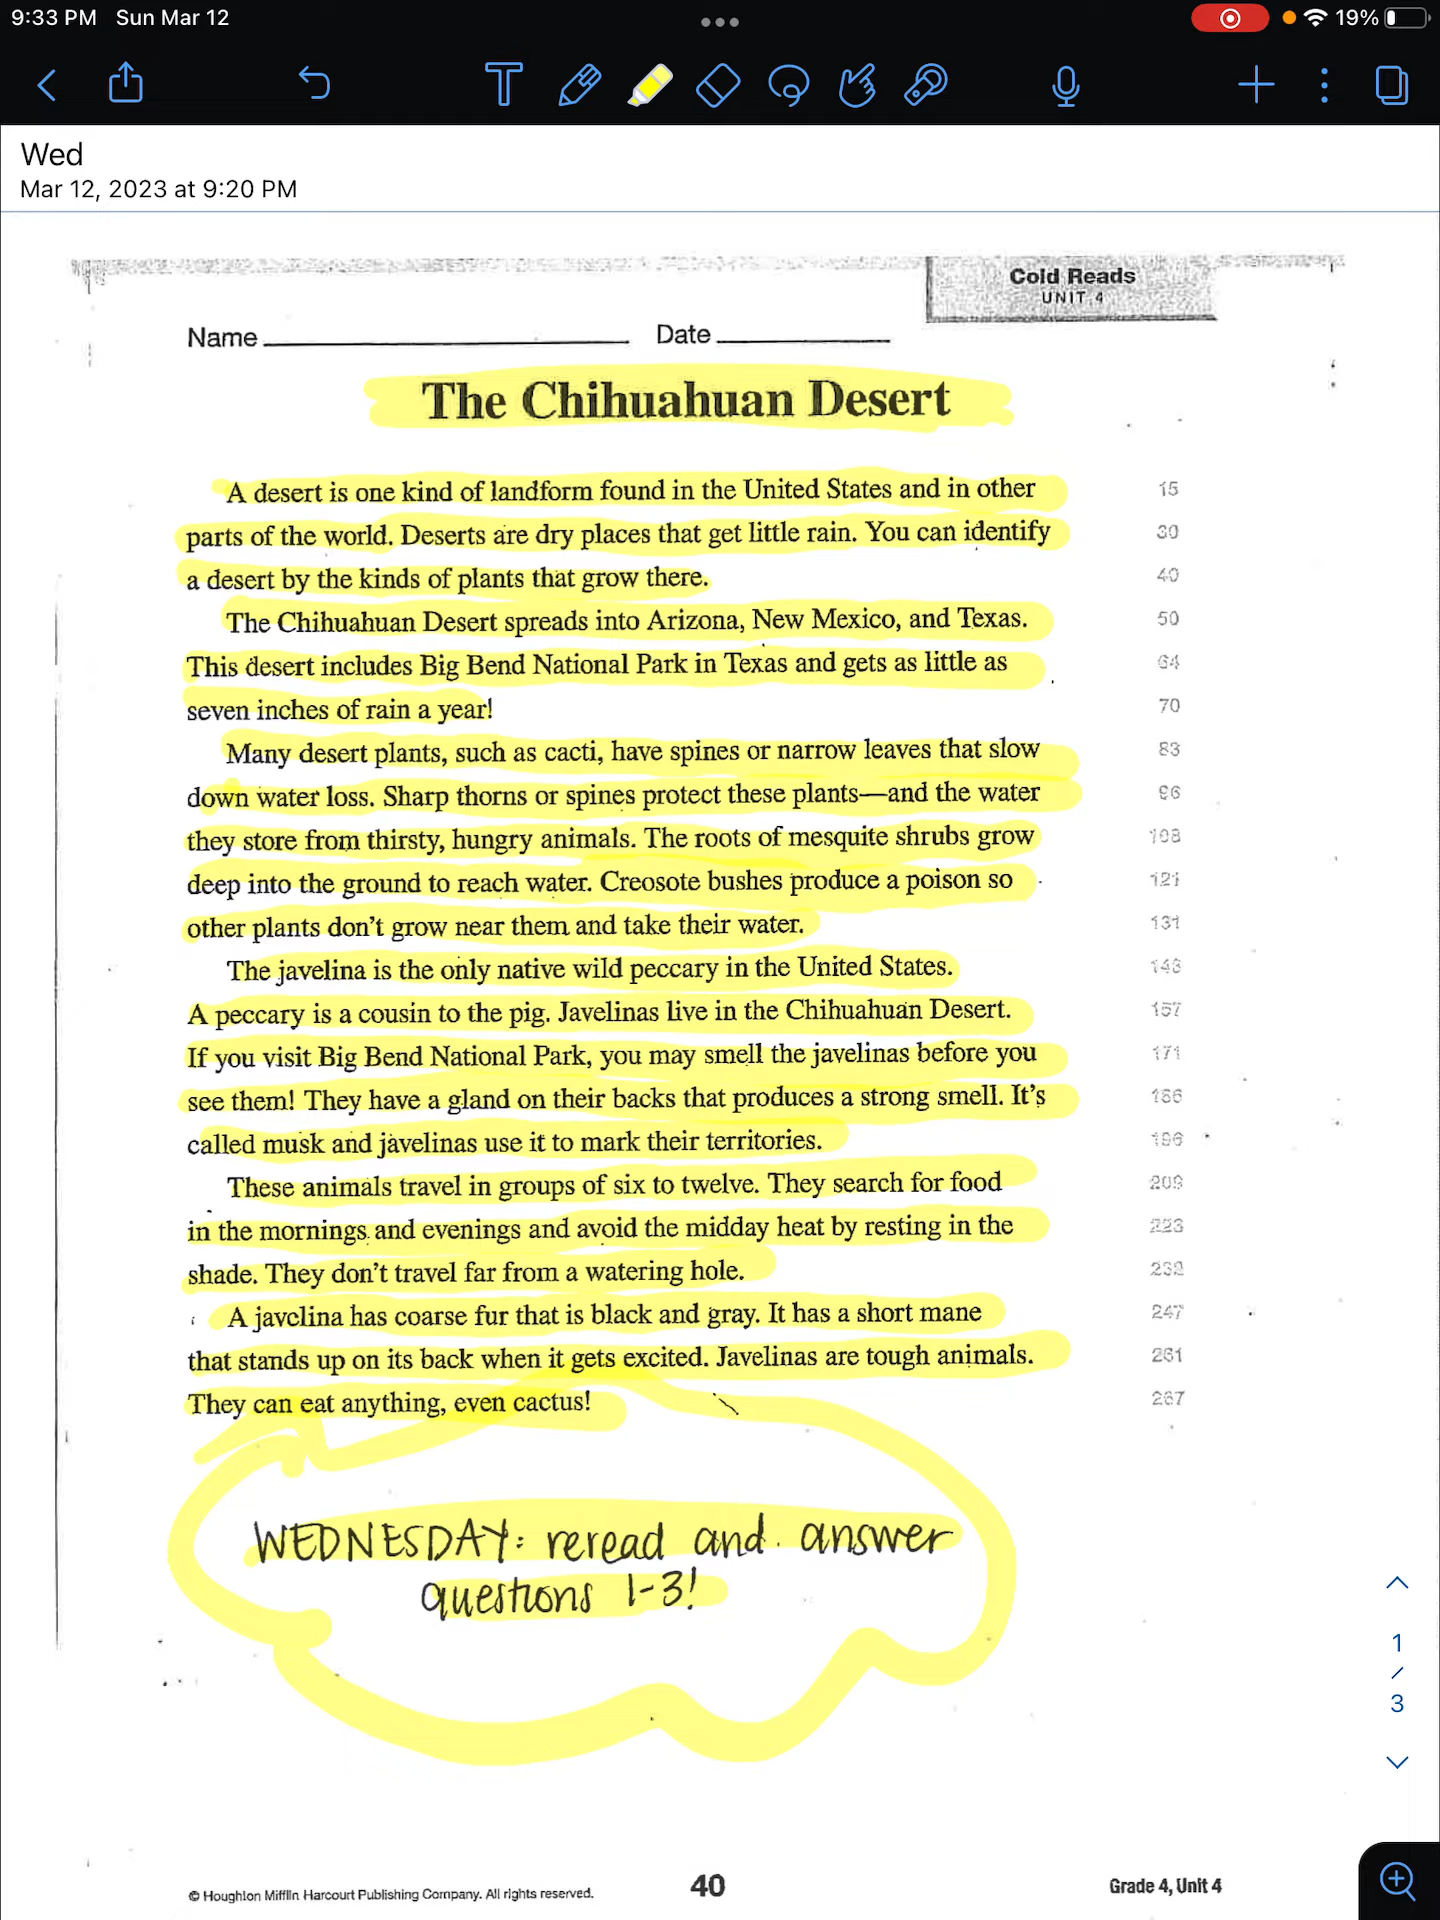 9:33 PM Sun Mar 12
19%
Wed
Mar 12, 2023 at 9:20 PM
Cold Reads
UNIT 4
Name Date
The Chihuahuan Desert
A desert is one kind of landform found in the United States and in other 15
parts of the world. Deserts are dry places that get little rain. You can identify 30
a desert by the kinds of plants that grow there. 40
The Chihuahuan Desert spreads into Arizona, New Mexico, and Texas. 50
This desert includes Big Bend National Park in Texas and gets as little as 64
seven inches of rain a year! 70
Many desert plants, such as cacti, have spines or narrow leaves that slow 83
down water loss. Sharp thorns or spines protect these plants—and the water 96
they store from thirsty, hungry animals. The roots of mesquite shrubs grow 108
deep into the ground to reach water. Creosote bushes produce a poison so 121
other plants don't grow near them and take their water. 131
The javelina is the only native wild peccary in the United States. 143
A peccary is a cousin to the pig. Javelinas live in the Chihuahuan Desert. 157
If you visit Big Bend National Park, you may smell the javelinas before you 171
see them! They have a gland on their backs that produces a strong smell. It's 186
called musk and javelinas use it to mark their territories. 196
These animals travel in groups of six to twelve. They search for food 209
in the mornings and evenings and avoid the midday heat by resting in the 223
shade. They don't travel far from a watering hole. 232
A javelina has coarse fur that is black and gray. It has a short mane 247
that stands up on its back when it gets excited. Javelinas are tough animals. 261
They can eat anything, even cactus! 267
WEDNESDAY: reread and answer
questions 1-3!
1
/
3
© Houghton Mifflin Harcourt Publishing Company. All rights reserved. 40 Grade 4, Unit 4